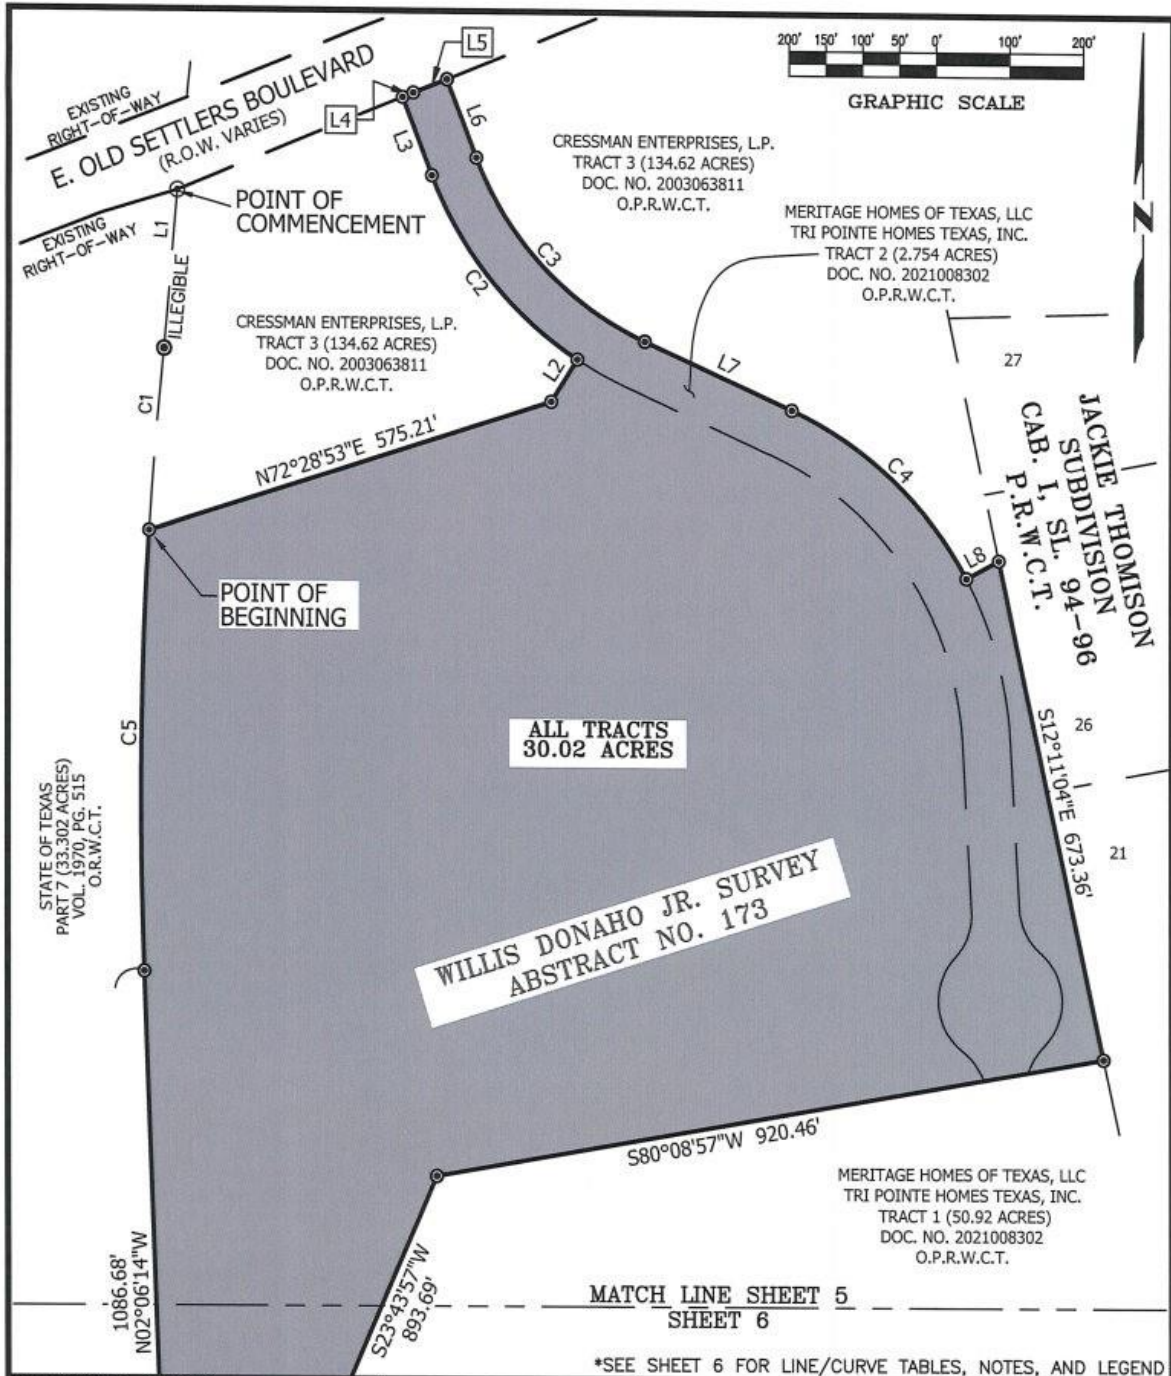 L5
200' 150' 100' 50' 0' 100' 200'
GRAPHIC SCALE
EXISTING
RIGHT-OF-WAY
E. OLD SETTLERS BOULEVARD
(R.O.W. VARIES)
L4
L3
L6
EXISTING
RIGHT-OF-WAY
L1
POINT OF
COMMENCEMENT
CRESSMAN ENTERPRISES, L.P.
TRACT 3 (134.62 ACRES)
DOC. NO. 2003063811
O.P.R.W.C.T.
MERITAGE HOMES OF TEXAS, LLC
TRI POINTE HOMES TEXAS, INC.
TRACT 2 (2.754 ACRES)
DOC. NO. 2021008302
O.P.R.W.C.T.
N
ILLEGIBLE
C3
C2
CRESSMAN ENTERPRISES, L.P.
TRACT 3 (134.62 ACRES)
DOC. NO. 2003063811
O.P.R.W.C.T.
C1
L2
L7
27
JACKIE THOMISON
SUBDIVISION
CAB. I, SL. 94-96
P.R.W.C.T.
N72°28'53"E 575.21'
C4
L8
POINT OF
BEGINNING
C5
ALL TRACTS
30.02 ACRES
S12°11'04"E 673.36'
26
21
STATE OF TEXAS
PART 7 (33.302 ACRES)
VOL. 1970, PG. 515
O.R.W.C.T.
WILLIS DONAHO JR. SURVEY
ABSTRACT NO. 173
S80°08'57"W 920.46'
MERITAGE HOMES OF TEXAS, LLC
TRI POINTE HOMES TEXAS, INC.
TRACT 1 (50.92 ACRES)
DOC. NO. 2021008302
O.P.R.W.C.T.
1086.68'
N02°06'14"W
S23°43'57"W
893.69'
MATCH LINE SHEET 5
SHEET 6
*SEE SHEET 6 FOR LINE/CURVE TABLES, NOTES, AND LEGEND